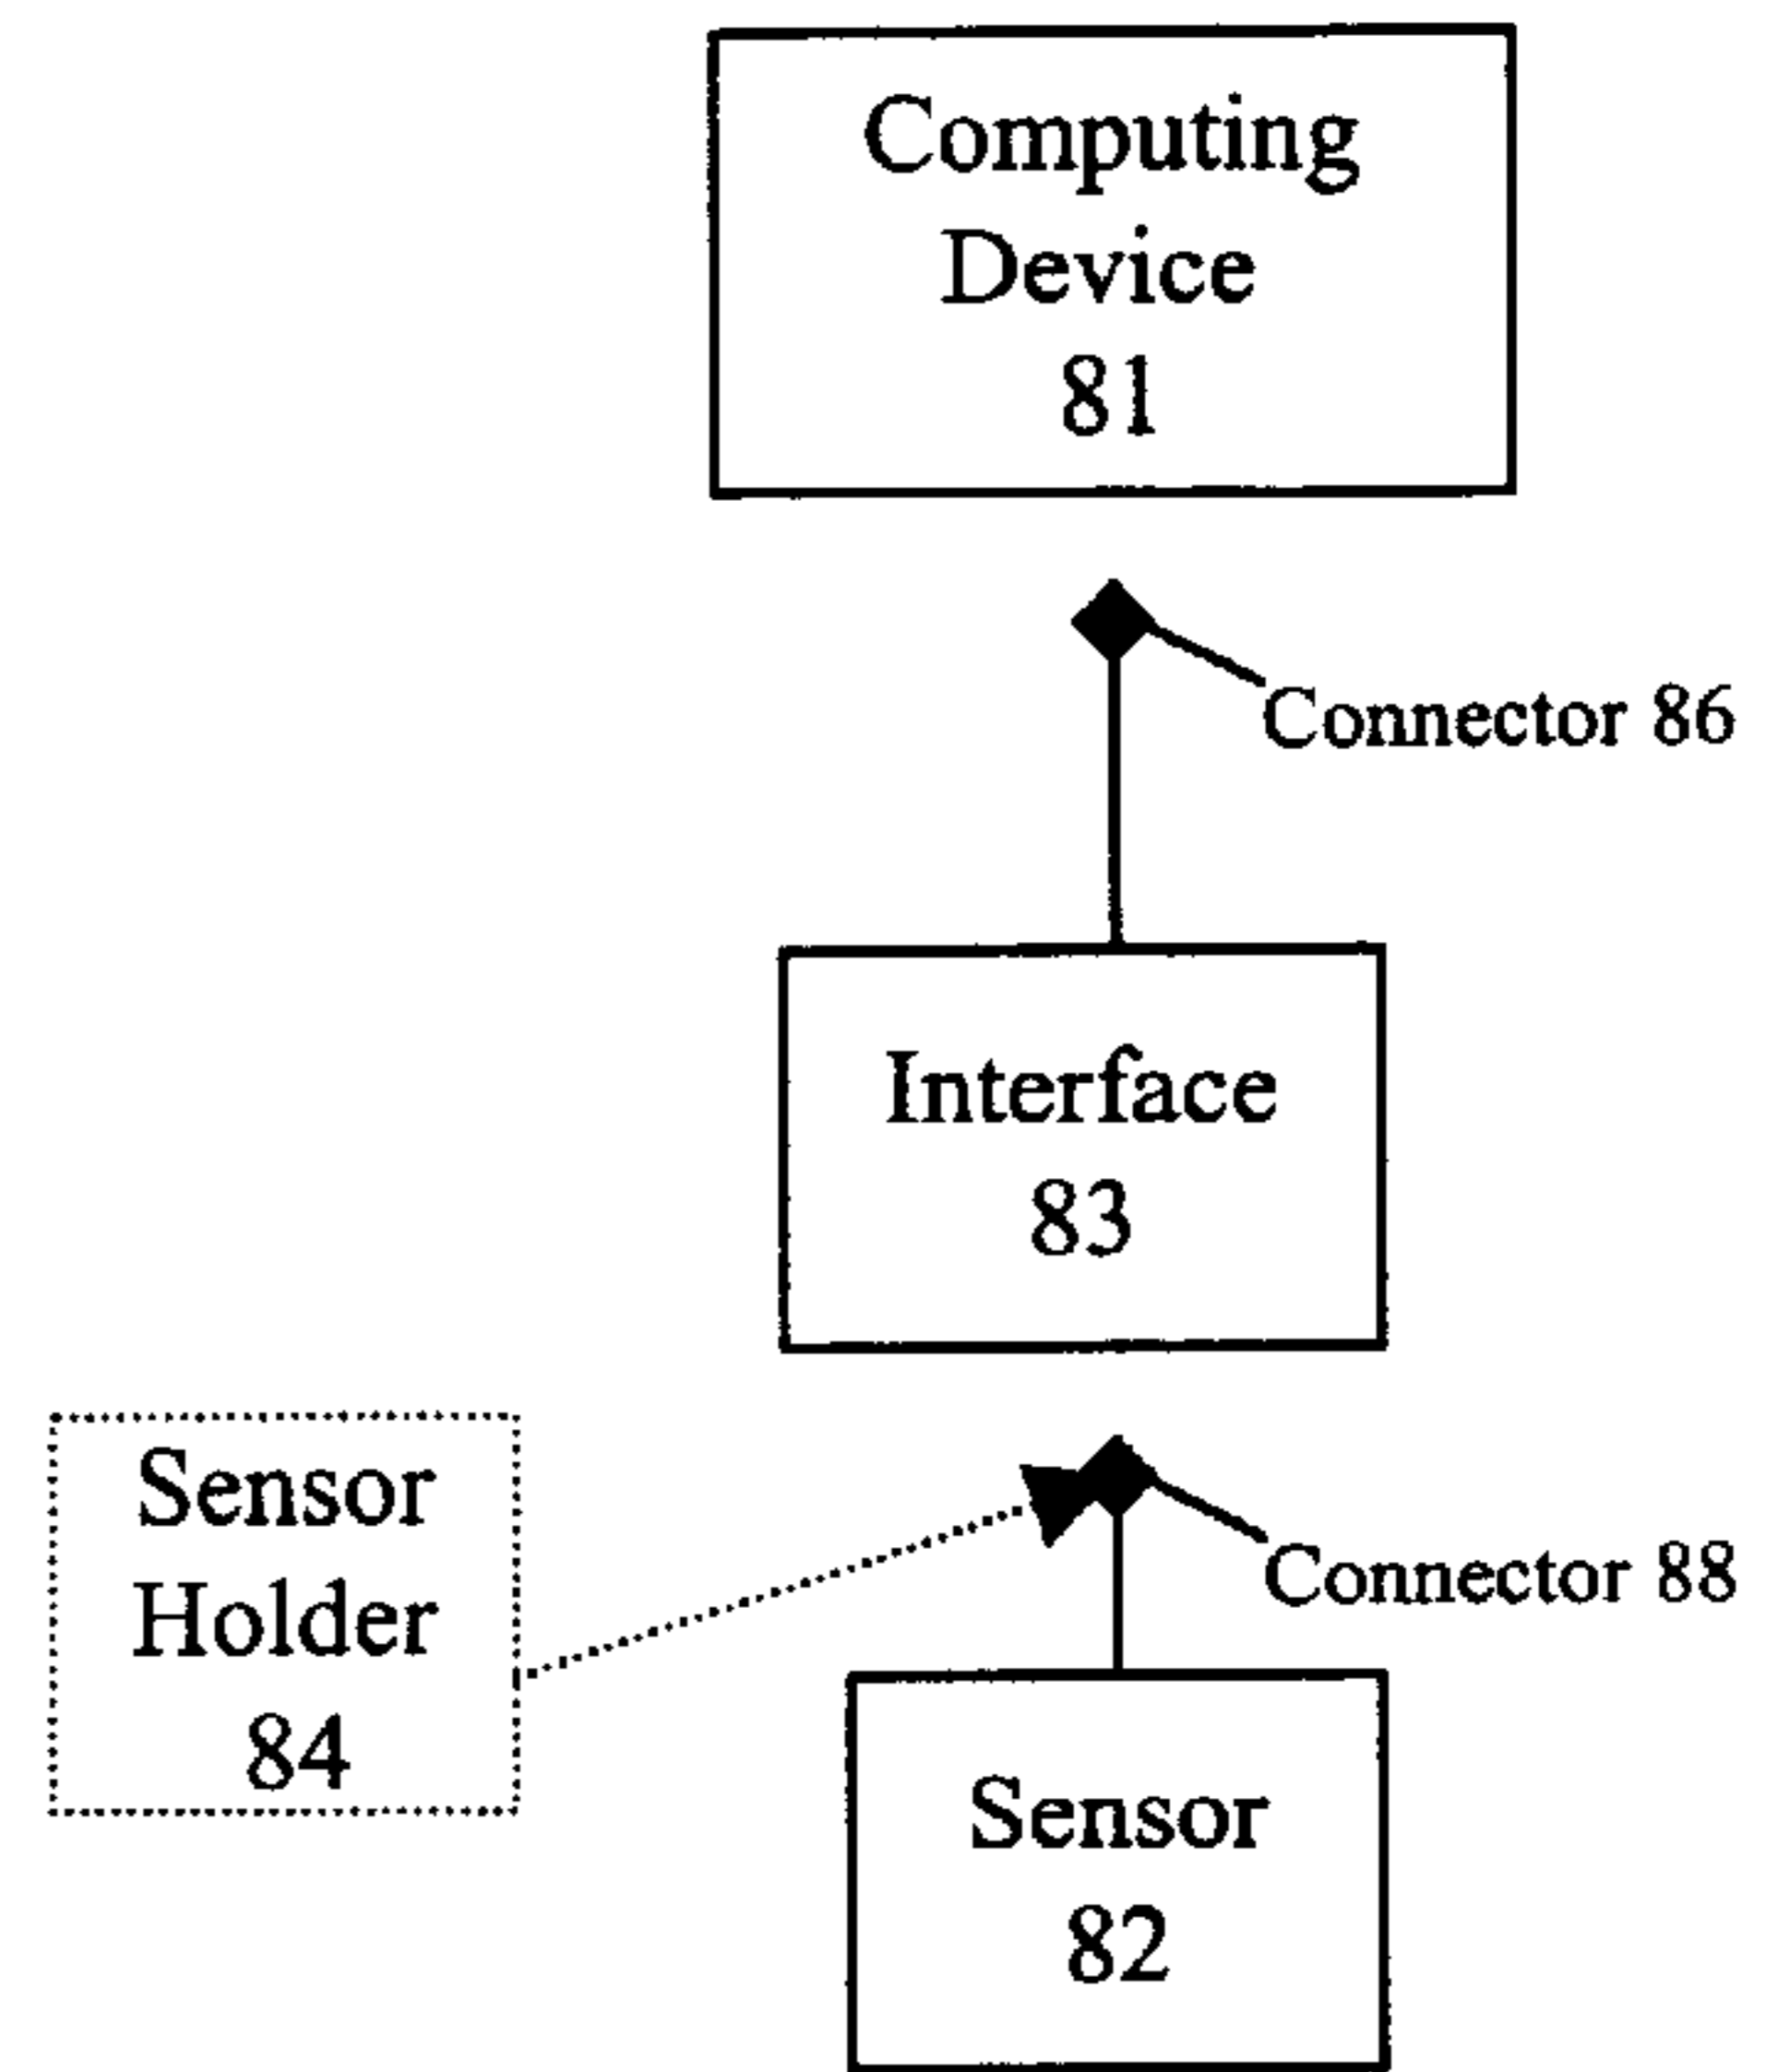 Computing
Device
81
Connector 86
Interface
83
Sensor
Holder
84
Connector 88
Sensor
82